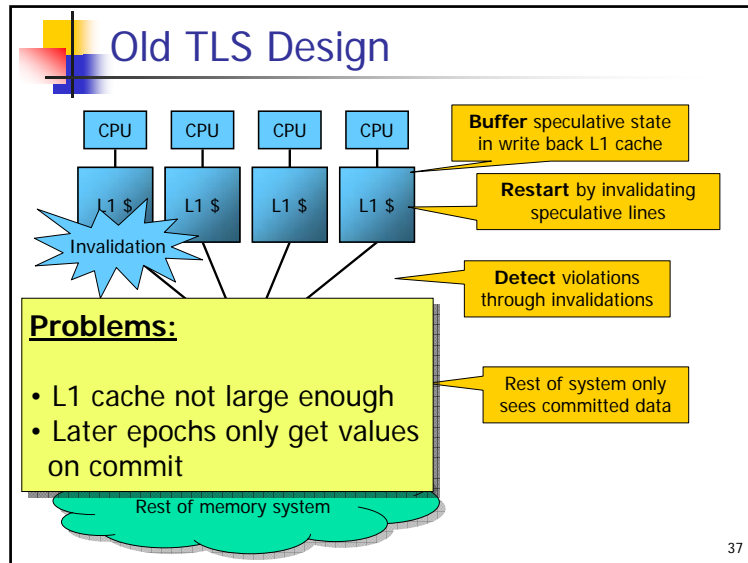 Old TLS Design
CPU
CPU
CPU
CPU
Buffer speculative state
in write back L1 cache
L1 $
L1 $
L1 $
L1 $
Restart by invalidating
speculative lines
Invalidation
Detect violations
through invalidations
Problems:
• L1 cache not large enough
• Later epochs only get values
on commit
Rest of system only
sees committed data
Rest of memory system
37